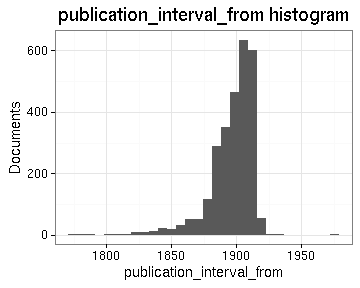 publication_interval_from histogram
Documents
600
400
200
0
1800
1850
1900
1950
publication_interval_from